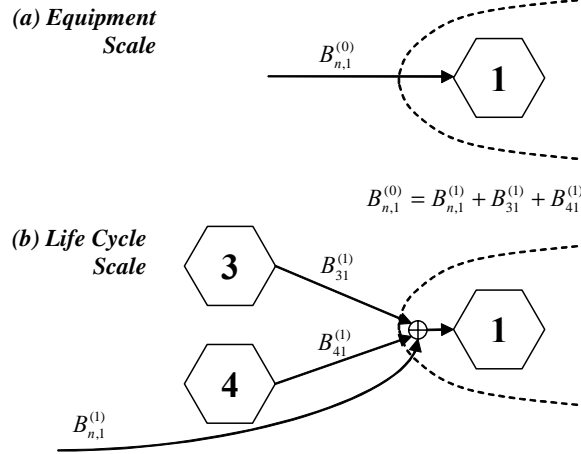 (a) Equipment
Scale
B_{n,1}^{(0)}
1
B_{n,1}^{(0)} = B_{n,1}^{(1)} + B_{31}^{(1)} + B_{41}^{(1)}
(b) Life Cycle
Scale
3
B_{31}^{(1)}
1
B_{41}^{(1)}
4
B_{n,1}^{(1)}